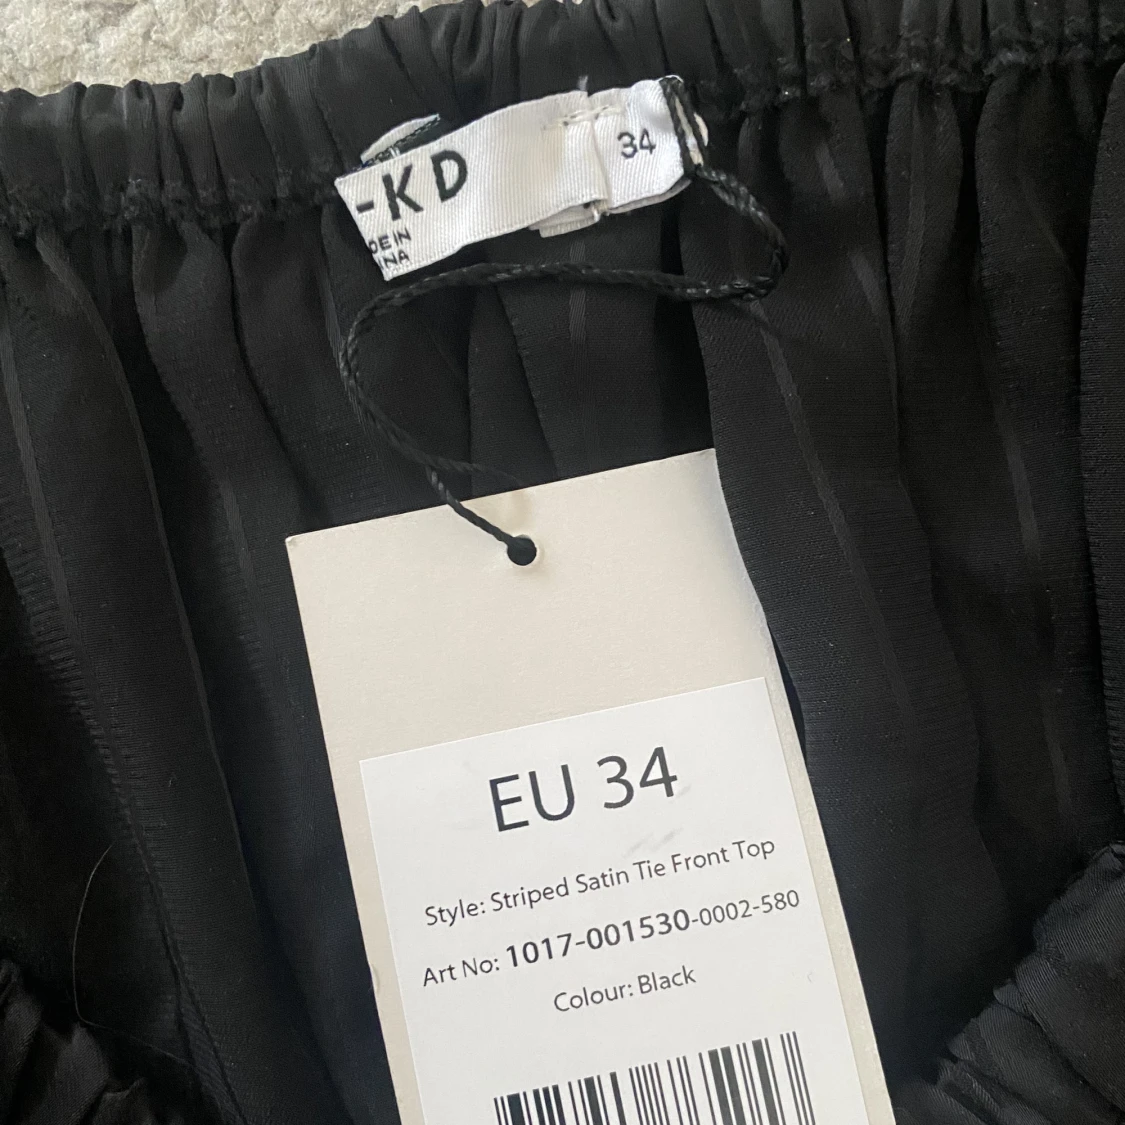 -KD
34
DE IN
INA
EU 34
Style: Striped Satin Tie Front Top
Art No: 1017-001530-0002-580
Colour: Black